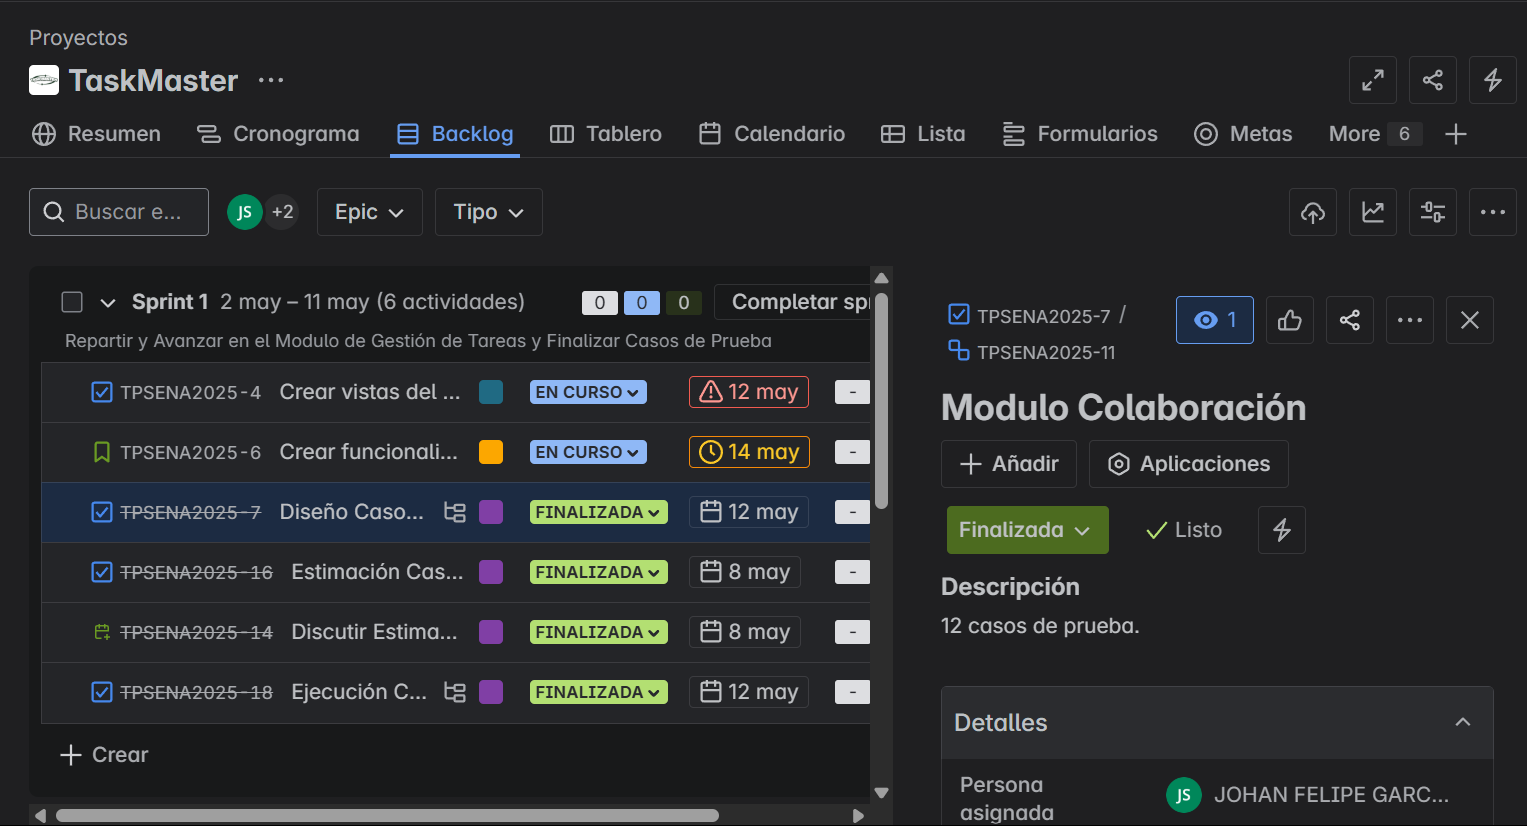 Proyectos
TaskMaster
Resumen Cronograma Backlog Tablero Calendario Lista Formularios Metas More 6
Buscar e... JS +2 Epic Tipo
Sprint 1 2 may – 11 may (6 actividades) 0 0 0 Completar
Repartir y Avanzar en el Modulo de Gestión de Tareas y Finalizar Casos de Prueba
TPSENA2025-4 Crear vistas del ... EN CURSO 12 may -
TPSENA2025-6 Crear funcionali... EN CURSO 14 may -
TPSENA2025-7 Diseño Caso... FINALIZADA 12 may -
TPSENA2025-16 Estimación Cas... FINALIZADA 8 may -
TPSENA2025-14 Discutir Estima... FINALIZADA 8 may -
TPSENA2025-18 Ejecución C... FINALIZADA 12 may -
Crear
TPSENA2025-7 /
TPSENA2025-11
1
Modulo Colaboración
Añadir Aplicaciones
Finalizada Listo
Descripción
12 casos de prueba.
Detalles
Persona asignada JS JOHAN FELIPE GARC...